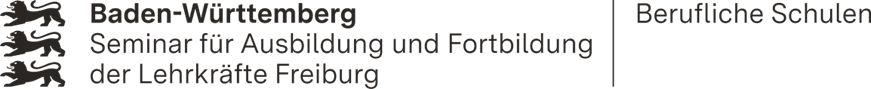 Baden-Württemberg
Seminar für Ausbildung und Fortbildung
der Lehrkräfte Freiburg
Berufliche Schulen